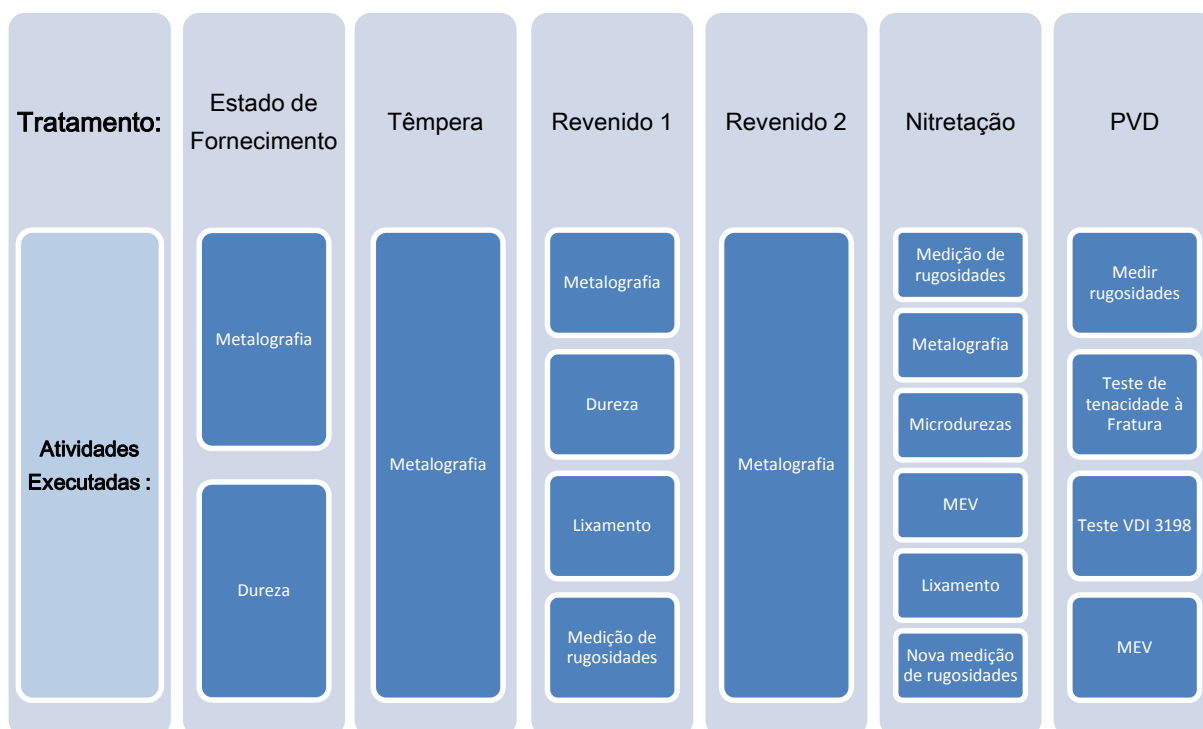 Tratamento:
Estado de
Fornecimento
Têmpera
Revenido 1
Revenido 2
Nitretação
PVD
Atividades
Executadas :
Metalografia
Dureza
Metalografia
Metalografia
Dureza
Lixamento
Medição de
rugosidades
Metalografia
Medição de
rugosidades
Metalografia
Microdurezas
MEV
Lixamento
Nova medição
de rugosidades
Medir
rugosidades
Teste de
tenacidade à
Fratura
Teste VDI 3198
MEV